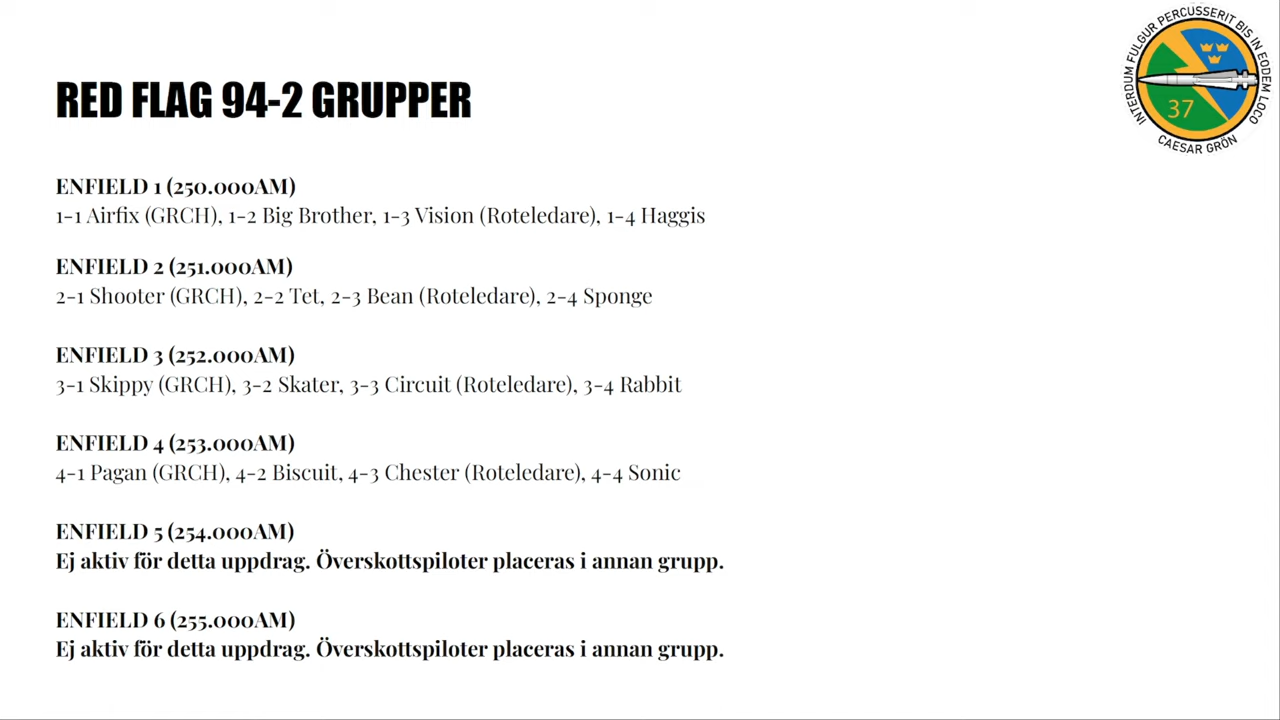 RED FLAG 94-2 GRUPPER
INTERDUM FULGUR PERCUSSERIT BIS IN EODEM LOCO
37
CAESAR GRÖN
ENFIELD 1 (250.000AM)
1-1 Airfix (GRCH), 1-2 Big Brother, 1-3 Vision (Roteledare), 1-4 Haggis
ENFIELD 2 (251.000AM)
2-1 Shooter (GRCH), 2-2 Tet, 2-3 Bean (Roteledare), 2-4 Sponge
ENFIELD 3 (252.000AM)
3-1 Skippy (GRCH), 3-2 Skater, 3-3 Circuit (Roteledare), 3-4 Rabbit
ENFIELD 4 (253.000AM)
4-1 Pagan (GRCH), 4-2 Biscuit, 4-3 Chester (Roteledare), 4-4 Sonic
ENFIELD 5 (254.000AM)
Ej aktiv för detta uppdrag. Överskottspiloter placeras i annan grupp.
ENFIELD 6 (255.000AM)
Ej aktiv för detta uppdrag. Överskottspiloter placeras i annan grupp.